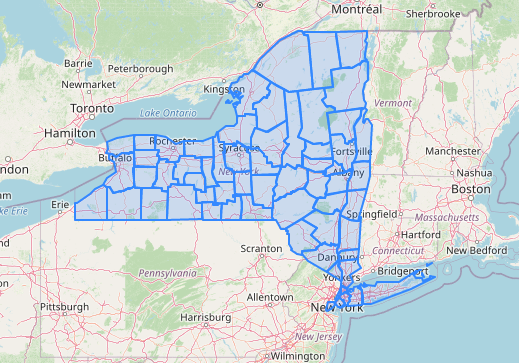 Montréal
Sherbrooke
Barrie
Peterborough
Newmarket
Kingston
Toronto
Lake Ontario
Vermont
Hamilton
Rochester
Manchester
ndon
Buffalo
Syracuse
Fortsville
Nashua
New York
Albany
Boston
am
ke Erie
Erie
Springfield
Massachusetts
Hartford
Scranton
Danbury
Connecticut
New Bedford
Pennsylvania
Yonkers
Bridgeport
Allentown
New York
Pittsburgh
Harrisburg
New Jersey
Wilmington